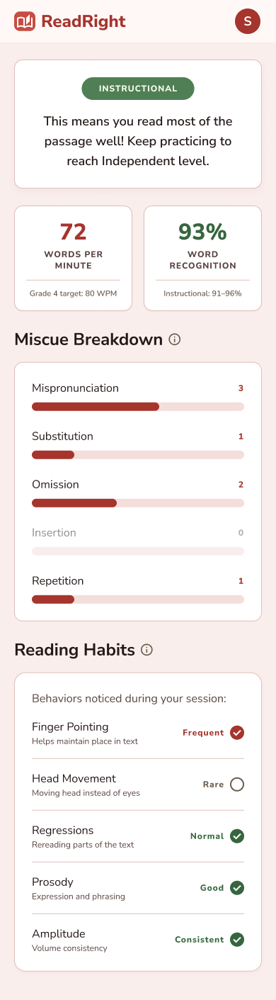 ReadRight
S
INSTRUCTIONAL
This means you read most of the
passage well! Keep practicing to
reach Independent level.
72
WORDS PER
MINUTE
Grade 4 target: 80 WPM
93%
WORD
RECOGNITION
Instructional: 91–96%
Miscue Breakdown
Mispronunciation 3
Substitution 1
Omission 2
Insertion 0
Repetition 1
Reading Habits
Behaviors noticed during your session:
Finger Pointing
Helps maintain place in text
Frequent
Head Movement
Moving head instead of eyes
Rare
Regressions
Rereading parts of the text
Normal
Prosody
Expression and phrasing
Good
Amplitude
Volume consistency
Consistent